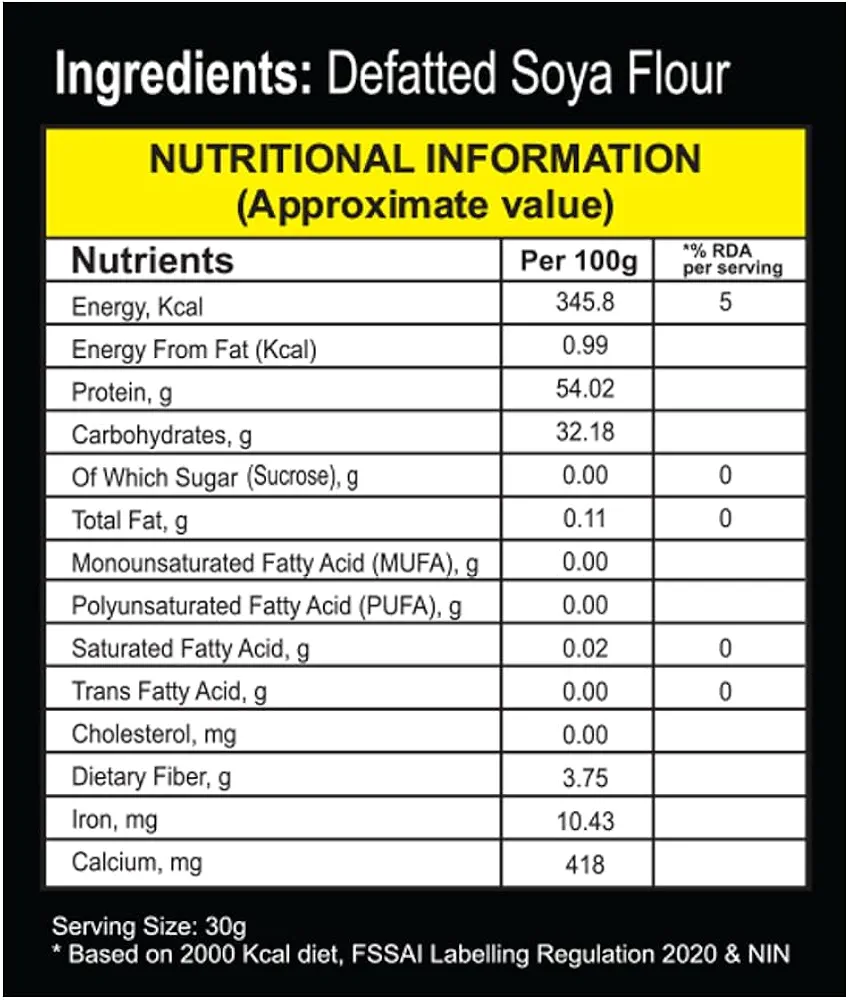 Ingredients: Defatted Soya Flour
NUTRITIONAL INFORMATION
(Approximate value)
Nutrients Per 100g *% RDA per serving
Energy, Kcal 345.8 5
Energy From Fat (Kcal) 0.99
Protein, g 54.02
Carbohydrates, g 32.18
Of Which Sugar (Sucrose), g 0.00 0
Total Fat, g 0.11 0
Monounsaturated Fatty Acid (MUFA), g 0.00
Polyunsaturated Fatty Acid (PUFA), g 0.00
Saturated Fatty Acid, g 0.02 0
Trans Fatty Acid, g 0.00 0
Cholesterol, mg 0.00
Dietary Fiber, g 3.75
Iron, mg 10.43
Calcium, mg 418
Serving Size: 30g
* Based on 2000 Kcal diet, FSSAI Labelling Regulation 2020 & NIN